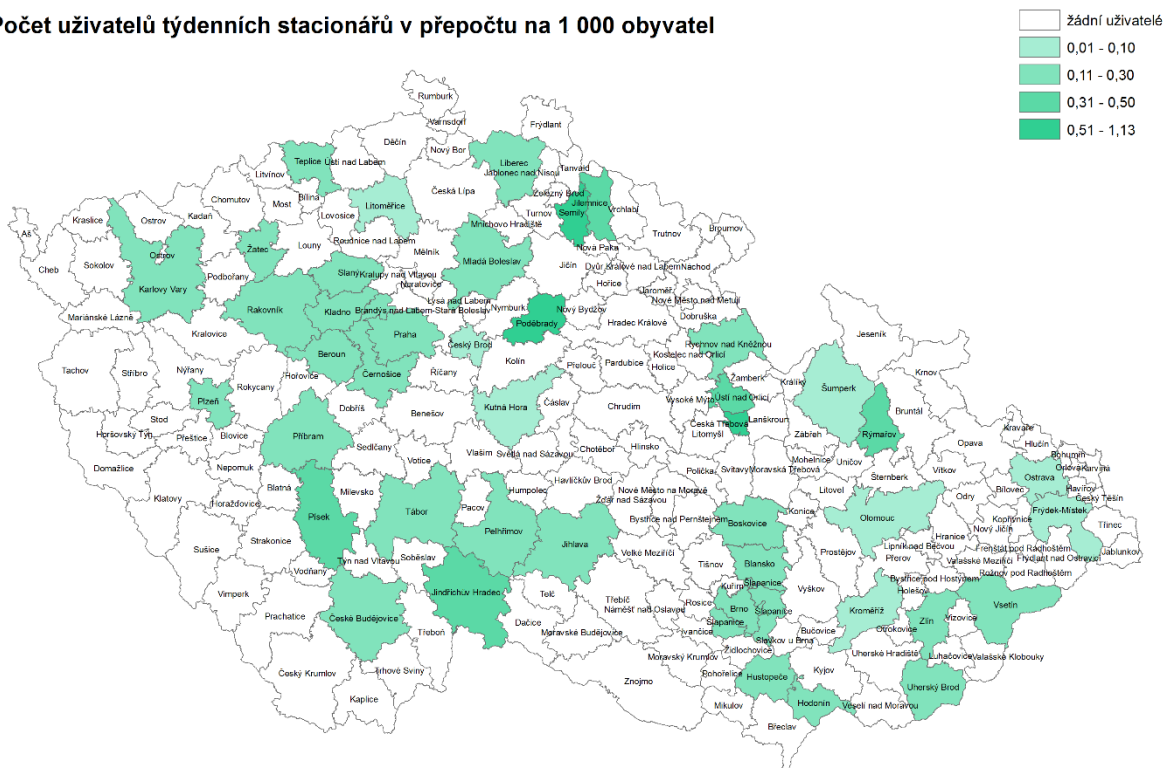 Počet uživatelů týdenních stacionářů v přepočtu na 1 000 obyvatel
žádní uživatelé
0,01 - 0,10
0,11 - 0,30
0,31 - 0,50
0,51 - 1,13
Rumburk
Varnsdorf
Frýdlant
Děčín
Nový Bor
Liberec
Teplice
Ústí nad Labem
Jablonec nad Nisou
Tanvald
Litvínov
Česká Lípa
Železný Brod
Jilemnice
Chomutov
Most
Bílina
Litoměřice
Vrchlabí
Kraslice
Ostrov
Kadaň
Lovosice
Turnov
Semily
Aš
Mnichovo Hradiště
Trutnov
Broumov
Žatec
Louny
Roudnice nad Labem
Mělník
Nová Paka
Cheb
Sokolov
Ostrov
Mladá Boleslav
Jičín
Dvůr Králové nad Labem
Náchod
Karlovy Vary
Podbořany
Slaný
Kralupy nad Vltavou
Neratovice
Hořice
Jaroměř
Nové Město nad Metují
Mariánské Lázně
Rakovník
Kladno
Lysá nad Labem
Brandýs nad Labem-Stará Boleslav
Nymburk
Nový Bydžov
Dobruška
Kralovice
Praha
Poděbrady
Hradec Králové
Jeseník
Český Brod
Rychnov nad Kněžnou
Beroun
Kolín
Kostelec nad Orlicí
Tachov
Stříbro
Nýřany
Hořovice
Černošice
Říčany
Přelouč
Pardubice
Holice
Rokycany
Žamberk
Králíky
Šumperk
Krnov
Plzeň
Dobříš
Benešov
Kutná Hora
Čáslav
Chrudim
Vysoké Mýto
Ústí nad Orlicí
Bruntál
Stod
Česká Třebová
Lanškroun
Horšovský Týn
Přeštice
Blovice
Příbram
Sedlčany
Litomyšl
Zábřeh
Rýmařov
Kravaře
Opava
Hlučín
Domažlice
Nepomuk
Votice
Vlašim
Světlá nad Sázavou
Chotěboř
Hlinsko
Polička
Svitavy
Moravská Třebová
Mohelnice
Uničov
Bohumín
Orlová
Karviná
Klatovy
Blatná
Milevsko
Havlíčkův Brod
Šternberk
Vítkov
Ostrava
Horažďovice
Humpolec
Nové Město na Moravě
Žďár nad Sázavou
Litovel
Bílovec
Havířov
Český Těšín
Písek
Tábor
Pacov
Bystřice nad Pernštejnem
Konice
Olomouc
Odry
Kopřivnice
Frýdek-Místek
Strakonice
Pelhřimov
Boskovice
Nový Jičín
Třinec
Sušice
Jihlava
Hranice
Týn nad Vltavou
Soběslav
Velké Meziříčí
Prostějov
Lipník nad Bečvou
Frenštát pod Radhoštěm
Jablunkov
Vodňany
Tišnov
Blansko
Přerov
Valašské Meziříčí
Frýdlant nad Ostravicí
Vimperk
Jindřichův Hradec
Telč
Šlapanice
Vyškov
Bystřice pod Hostýnem
Rožnov pod Radhoštěm
Kuřim
Holešov
Prachatice
České Budějovice
Třebíč
Rosice
Náměšť nad Oslavou
Brno
Šlapanice
Kroměříž
Vsetín
Dačice
Ivančice
Šlapanice
Zlín
Vizovice
Třeboň
Moravské Budějovice
Slavkov u Brna
Bučovice
Otrokovice
Židlochovice
Uherské Hradiště
Luhačovice
Valašské Klobouky
Český Krumlov
Trhové Sviny
Moravský Krumlov
Pohořelice
Kyjov
Znojmo
Hustopeče
Uherský Brod
Kaplice
Mikulov
Hodonín
Veselí nad Moravou
Břeclav